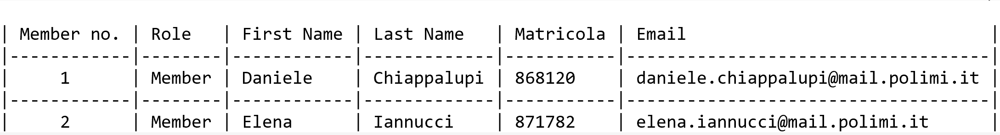 | Member no. | Role   | First Name | Last Name   | Matricola | Email                              |
|------------|--------|------------|-------------|-----------|------------------------------------|
|     1      | Member | Daniele    | Chiappalupi | 868120    | daniele.chiappalupi@mail.polimi.it |
|------------|--------|------------|-------------|-----------|------------------------------------|
|     2      | Member | Elena      | Iannucci    | 871782    | elena.iannucci@mail.polimi.it      |